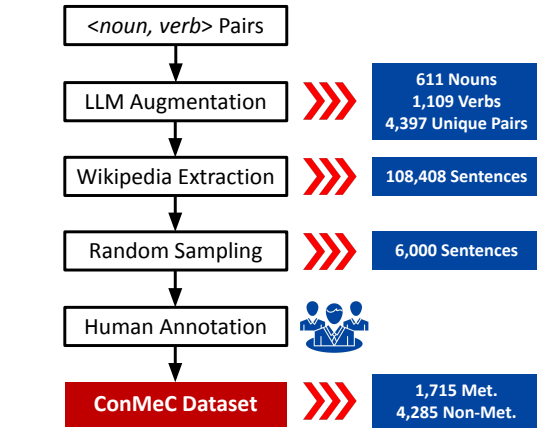 <noun, verb> Pairs
LLM Augmentation
611 Nouns
1,109 Verbs
4,397 Unique Pairs
Wikipedia Extraction
108,408 Sentences
Random Sampling
6,000 Sentences
Human Annotation
ConMeC Dataset
1,715 Met.
4,285 Non-Met.